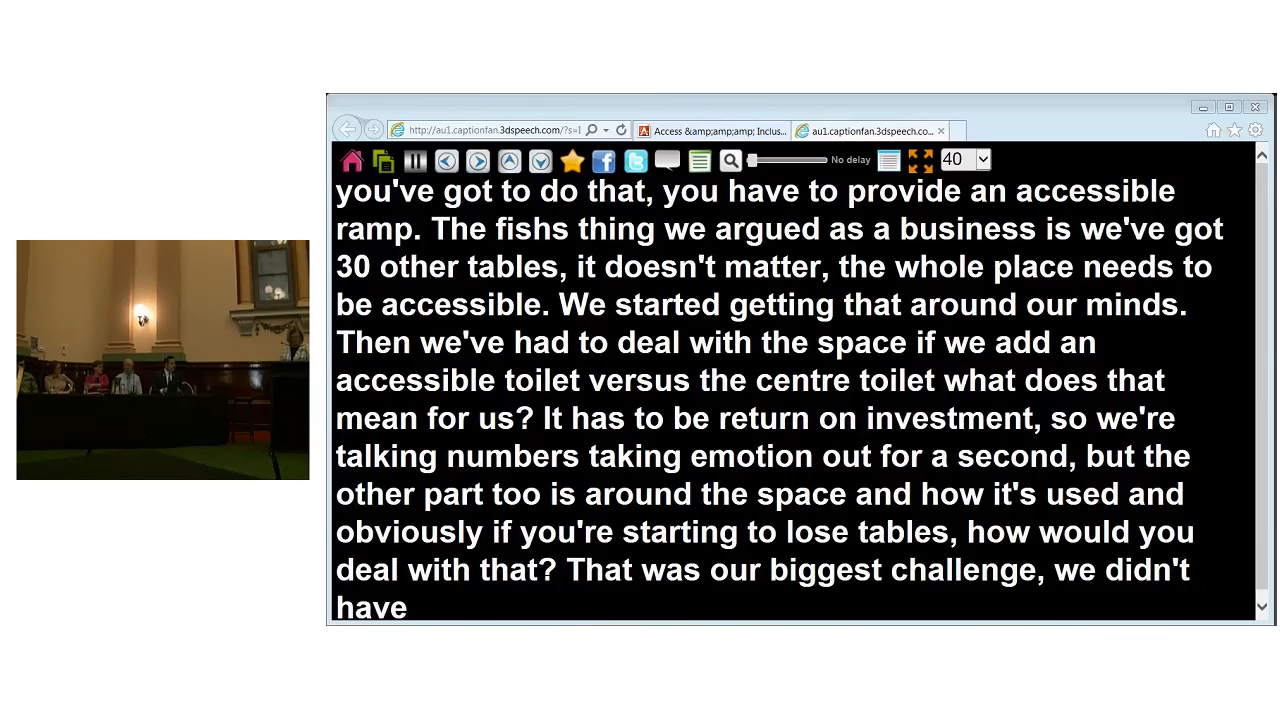 http://au1.captionfan.3dspeech.com/?s=I
Access &amp;amp;amp; Inclus...
au1.captionfan.3dspeech.co...
No delay
40
you've got to do that, you have to provide an accessible
ramp. The fishs thing we argued as a business is we've got
30 other tables, it doesn't matter, the whole place needs to
be accessible. We started getting that around our minds.
Then we've had to deal with the space if we add an
accessible toilet versus the centre toilet what does that
mean for us? It has to be return on investment, so we're
talking numbers taking emotion out for a second, but the
other part too is around the space and how it's used and
obviously if you're starting to lose tables, how would you
deal with that? That was our biggest challenge, we didn't
have